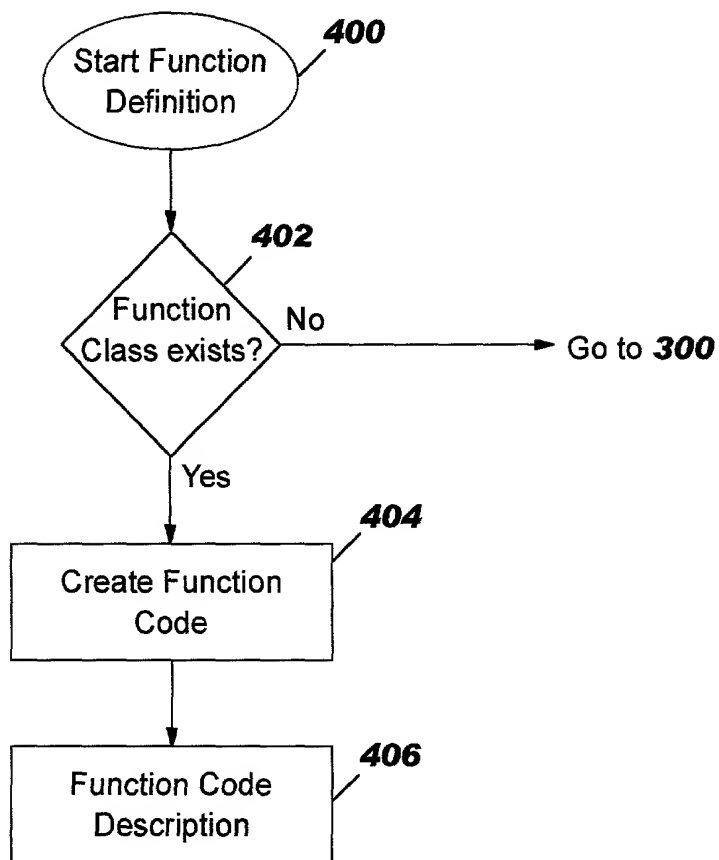 400
Start Function
Definition
402
Function
Class exists?
No
Go to 300
Yes
404
Create Function
Code
406
Function Code
Description